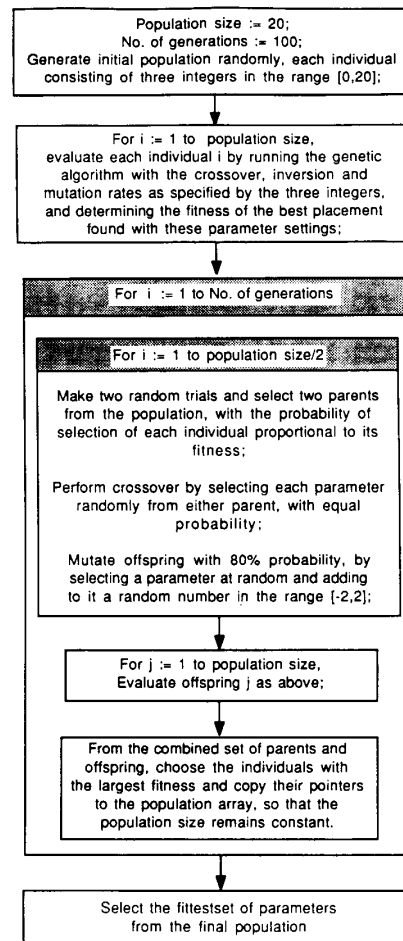 Population size := 20;
No. of generations := 100;
Generate initial population randomly, each individual
consisting of three integers in the range [0,20];
For i := 1 to population size,
evaluate each individual i by running the genetic
algorithm with the crossover, inversion and
mutation rates as specified by the three integers,
and determining the fitness of the best placement
found with these parameter settings;
For i := 1 to No. of generations
For i := 1 to population size/2
Make two random trials and select two parents
from the population, with the probability of
selection of each individual proportional to its
fitness;
Perform crossover by selecting each parameter
randomly from either parent, with equal
probability;
Mutate offspring with 80% probability, by
selecting a parameter at random and adding
to it a random number in the range [-2,2];
For j := 1 to population size,
Evaluate offspring j as above;
From the combined set of parents and
offspring, choose the individuals with
the largest fitness and copy their pointers
to the population array, so that the
population size remains constant.
Select the fittestset of parameters
from the final population